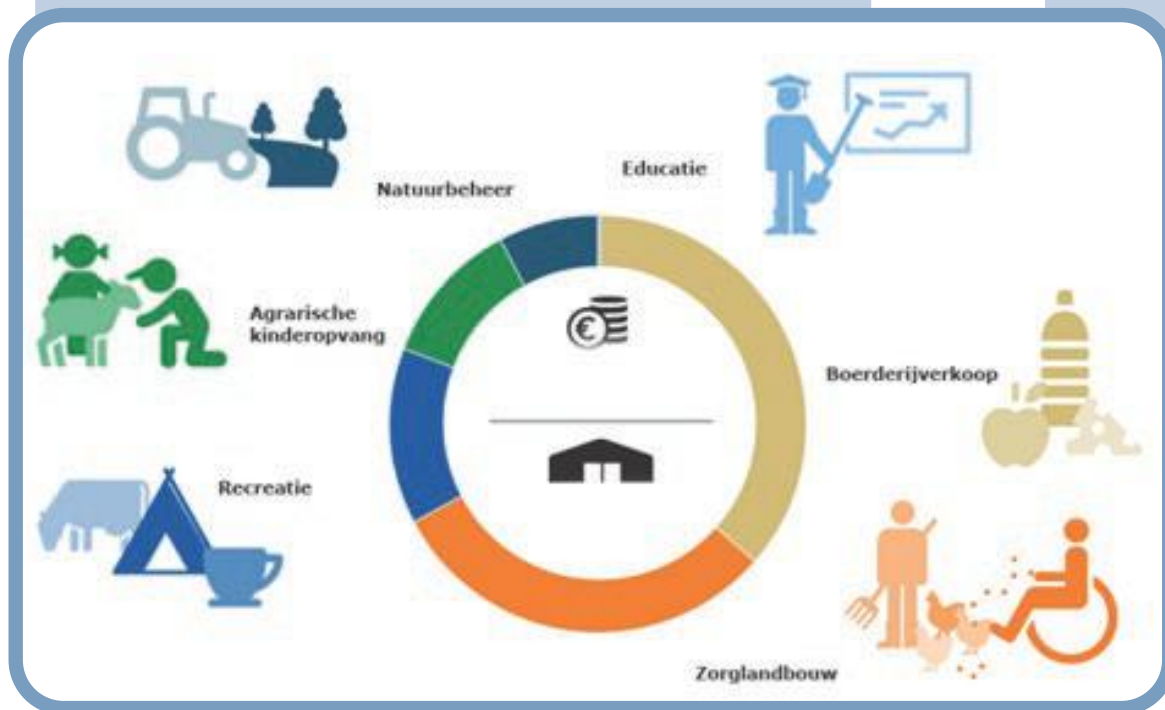 Natuurbeheer
Educatie
Agrarische
kinderopvang
Boerderijverkoop
Recreatie
Zorglandbouw
€